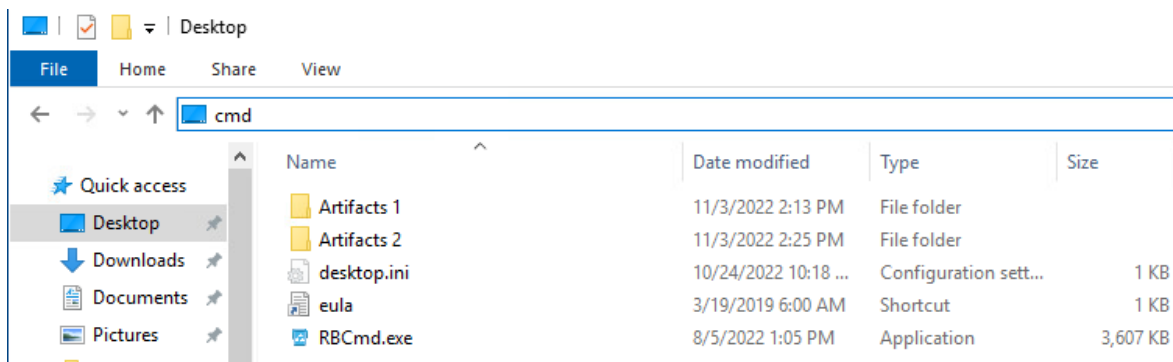 Desktop
File Home Share View
cmd
Name Date modified Type Size
Quick access
Desktop
Downloads
Documents
Pictures
Artifacts 1 11/3/2022 2:13 PM File folder
Artifacts 2 11/3/2022 2:25 PM File folder
desktop.ini 10/24/2022 10:18 ... Configuration sett... 1 KB
eula 3/19/2019 6:00 AM Shortcut 1 KB
RBCmd.exe 8/5/2022 1:05 PM Application 3,607 KB